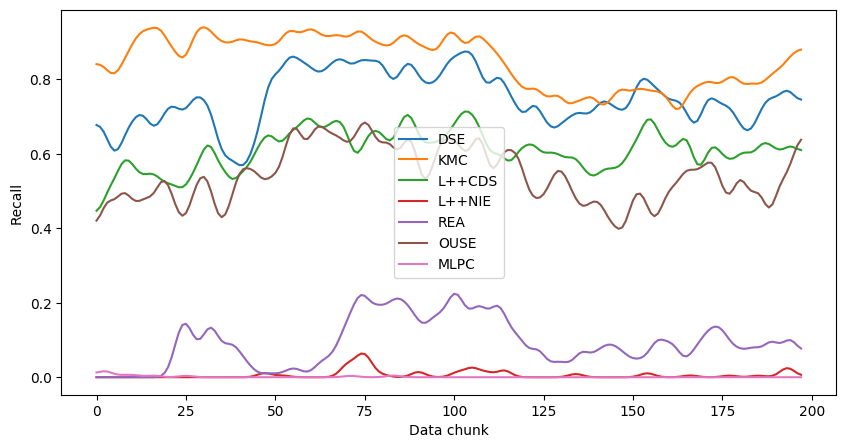 Recall
0.8
0.6
0.4
0.2
0.0
DSE
KMC
L++CDS
L++NIE
REA
OUSE
MLPC
0 25 50 75 100 125 150 175 200
Data chunk